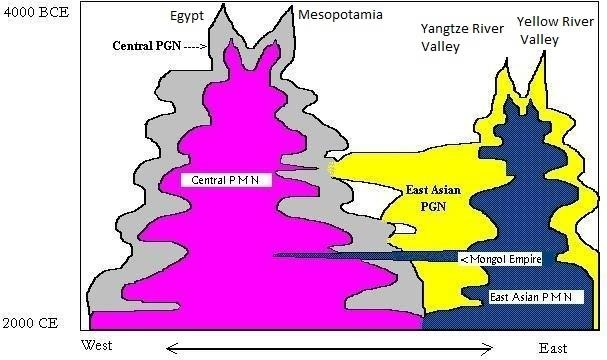 4000 BCE
Egypt
Mesopotamia
Yangtze River
Valley
Yellow River
Valley
Central PGN ---->
Central P M N
East Asian
PGN
< Mongol Empire
East Asian P M N
2000 CE
West
East